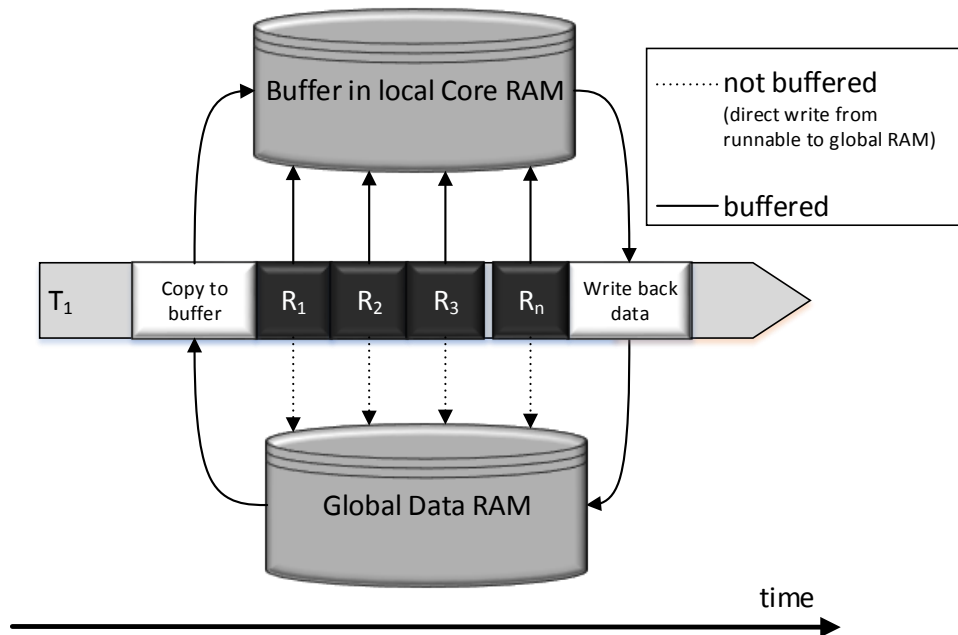 Buffer in local Core RAM
not buffered
(direct write from
runnable to global RAM)
buffered
T1
Copy to
buffer
R1
R2
R3
Rn
Write back
data
Global Data RAM
time